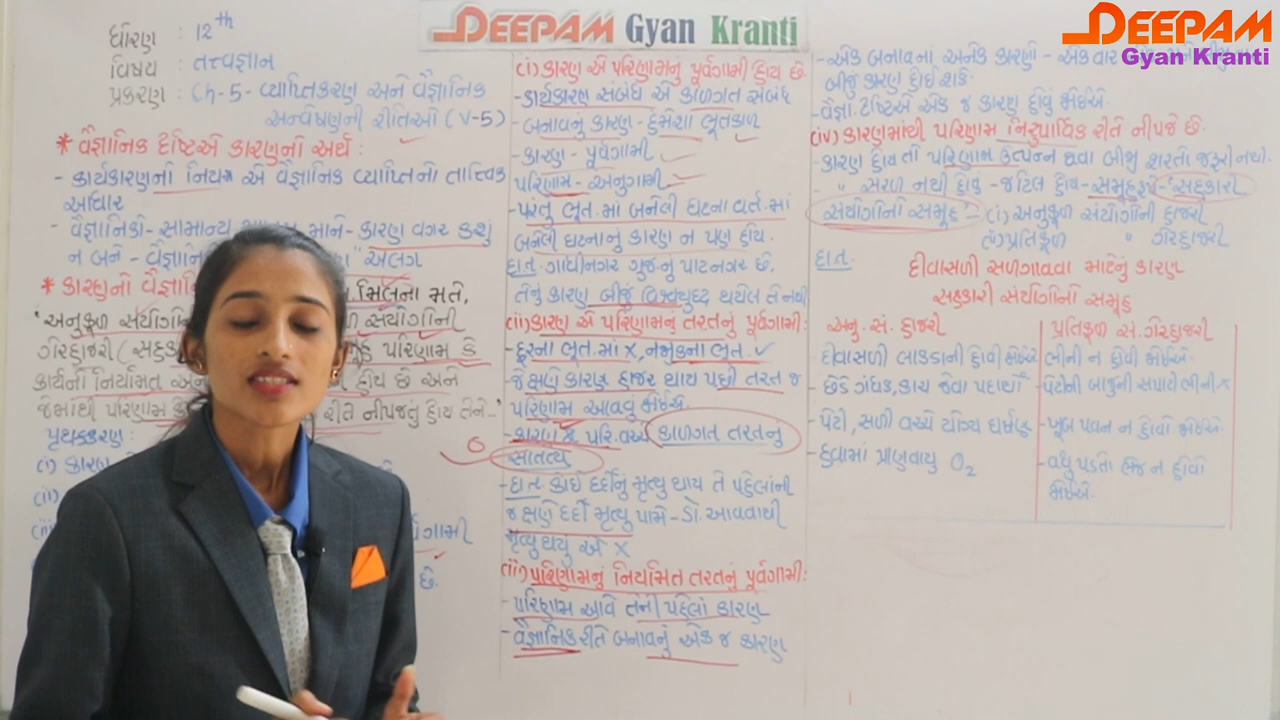 DEEPAM Gyan Kranti
DEEPAM
Gyan Kranti
ધોરણ : 12th
વિષય : તત્ત્વજ્ઞાન
પ્રકરણ : Ch-5- વ્યાપ્તિકરણ અને વૈજ્ઞાનિક
અન્વેષણની રીતિઓ (V-5)
* વૈજ્ઞાનિક દૃષ્ટિએ કારણનો અર્થ :
- કાર્યકારણનો નિયમ એ વૈજ્ઞાનિક વ્યાપ્તિનો તાત્ત્વિક
આધાર
- વૈજ્ઞાનિકો- સામાન્ય માને- કારણ વગર કશું
ન બને - વૈજ્ઞાનિ " અલગ
* કારણનો વૈજ્ઞા મિલના મતે,
'અનુકૂળ સંયોગો સંયોગોની
ગેરહાજરી (સહકા પરિણામ કે
કાર્યનો નિયમિત અને હોય છે અને
જેમાંથી પરિણામ રીતે નીપજતું હોય તેને..'
પૃથક્કરણ:
(i) કારણ
(ii)
ગામી
છે.
(i) કારણ એ પરિણામનું પૂર્વગામી હોય છે
- કાર્યકારણ સંબંધ એ કાળગત સંબંધ
- બનાવનું કારણ - હંમેશા ભૂતકાળ
- કારણ - પૂર્વગામી
પરિણામ - અનુગામી
- પરંતુ ભૂત. માં બનેલી ઘટના વર્ત. માં
બનેલી ઘટનાનું કારણ ન પણ હોય.
દા.ત. ગાંધીનગર ગુજ.નું પાટનગર છે,
તેનું કારણ બીજું વિશ્વયુદ્ધ થયેલ તે નથી
(ii) કારણ એ પરિણામનું તરતનું પૂર્વગામી :
- દૂરના ભૂત. માં X, નજીકના ભૂત. ✓
- જે ક્ષણે કારણ હાજર થાય પછી તરત જ
પરિણામ આવવું જોઈએ.
- કારણ & પરિ. વચ્ચે કાળગત તરતનું
સાતત્ય
- દા.ત. કોઈ દર્દીનું મૃત્યુ થાય તે પહેલાંની
જ ક્ષણે દર્દી મૃત્યુ પામે - ડો. આવવાથી
મૃત્યુ થયું એ X
(iii) પરિણામનું નિયમિત તરતનું પૂર્વગામી :
- પરિણામ આવે તેની પહેલાં કારણ
- વૈજ્ઞાનિક રીતે બનાવનું એક જ કારણ
- એક બનાવનાં અનેક કારણો - એકવાર
બીજું કારણ હોઈ શકે.
- વૈજ્ઞા. દૃષ્ટિએ એક જ કારણ હોવું જોઈએ.
(iv) કારણમાંથી પરિણામ નિરુપાધિક રીતે નીપજે છે.
- કારણ હોય તો પરિણામ ઉત્પન્ન થવા બીજી શરતો જરૂરી નથી.
- " સરળ નથી હોતું - જટિલ હોય - સમૂહરૂપે - 'સહકારી
સંયોગોનો સમૂહ' - (i) અનુકૂળ સંયોગોની હાજરી
(ii) પ્રતિકૂળ " ગેરહાજરી
દા.ત. દીવાસળી સળગાવવા માટેનું કારણ
સહકારી સંયોગોનો સમૂહ
અનુ. સં. હાજરી
- દીવાસળી લાકડાની હોવી જોઈએ
- છેડે ગંધક, કાચ જેવા પદાર્થો
- પેટી, સળી વચ્ચે યોગ્ય ઘર્ષણ
- હવામાં પ્રાણવાયુ O2
પ્રતિકૂળ સં. ગેરહાજરી
- ભીની ન હોવી જોઈએ.
- પેટીની બાજુની સપાટી ભીની X
- ખૂબ પવન ન હોવો જોઈએ.
- વધુ પડતો ભેજ ન હોવો
જોઈએ.